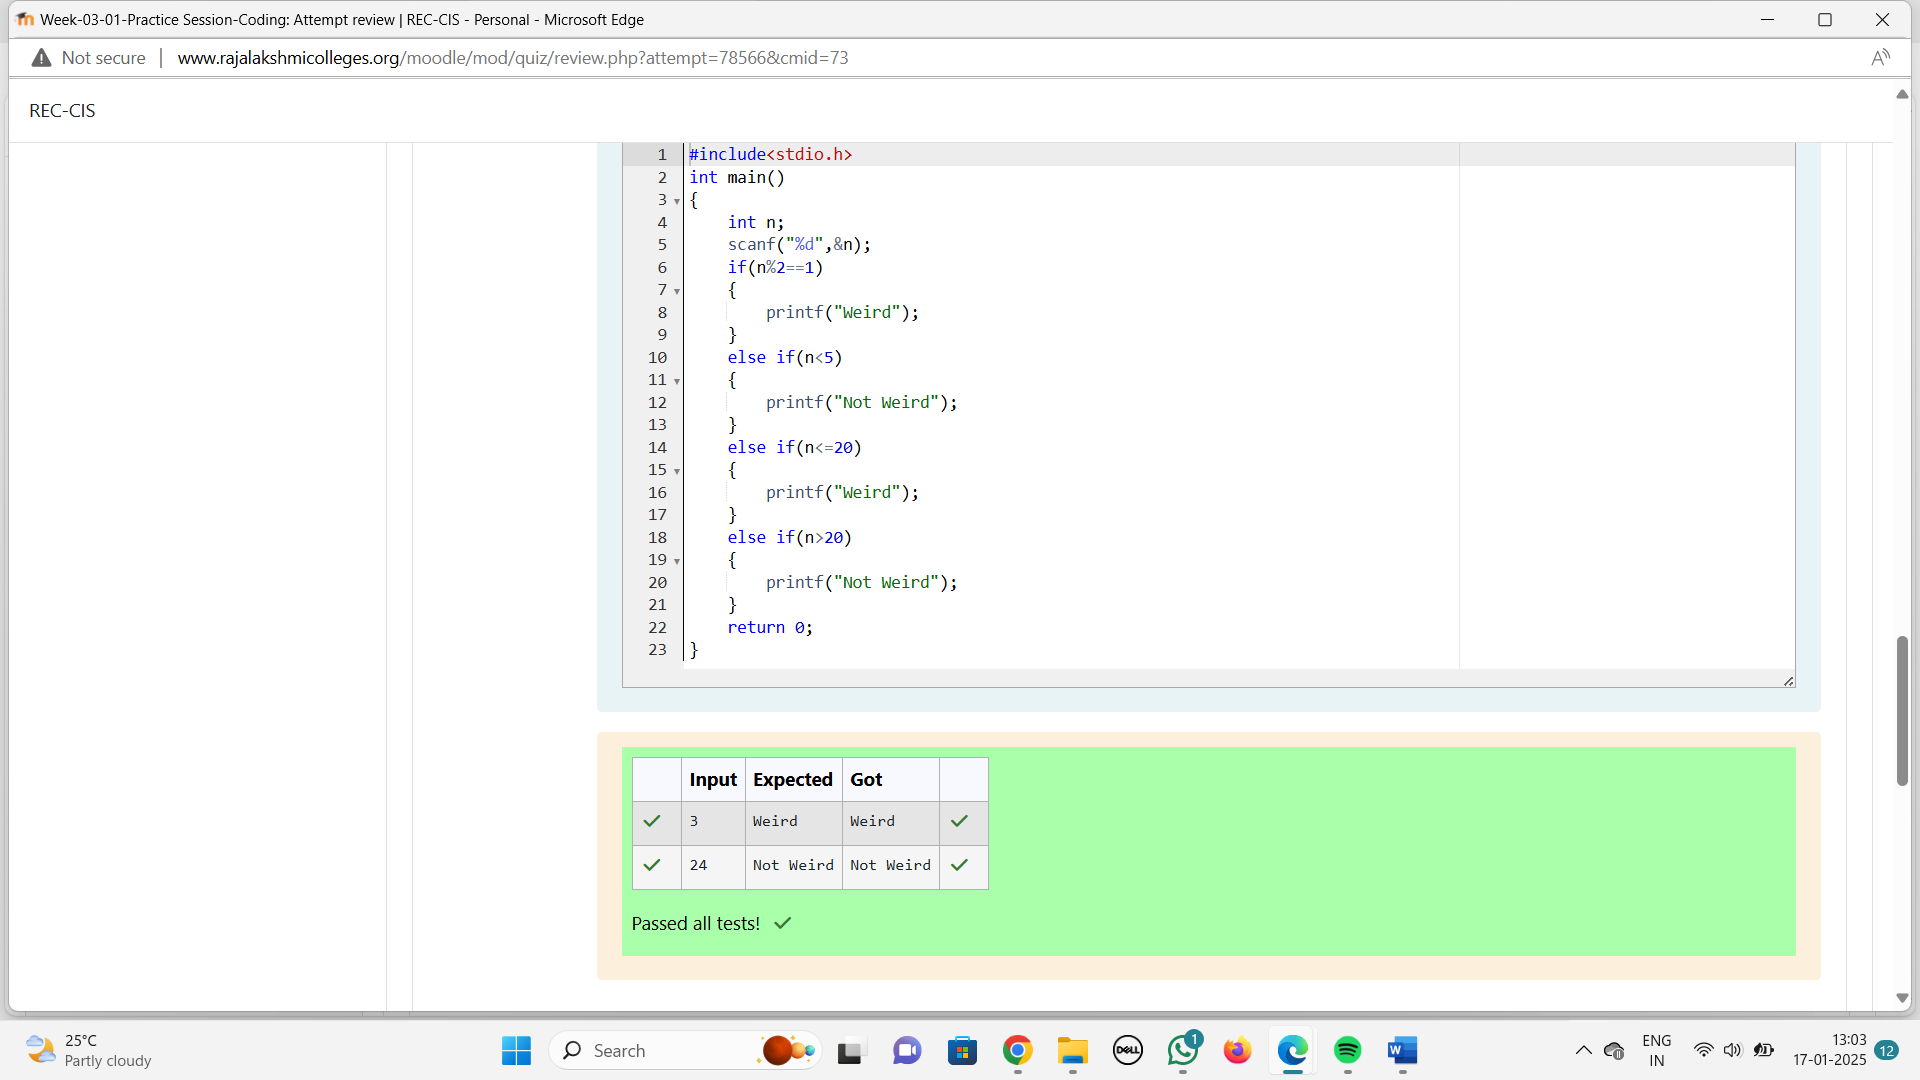 Week-03-01-Practice Session-Coding: Attempt review | REC-CIS - Personal - Microsoft Edge
Not secure | www.rajalakshmicolleges.org/moodle/mod/quiz/review.php?attempt=78566&cmid=73
REC-CIS
1 #include<stdio.h>
2 int main()
3 {
4 int n;
5 scanf("%d",&n);
6 if(n%2==1)
7 {
8 printf("Weird");
9 }
10 else if(n<5)
11 {
12 printf("Not Weird");
13 }
14 else if(n<=20)
15 {
16 printf("Weird");
17 }
18 else if(n>20)
19 {
20 printf("Not Weird");
21 }
22 return 0;
23 }
Input Expected Got
3 Weird Weird
24 Not Weird Not Weird
Passed all tests!
25°C
Partly cloudy
Search
DELL
1
W
ENG
IN
13:03
17-01-2025
12